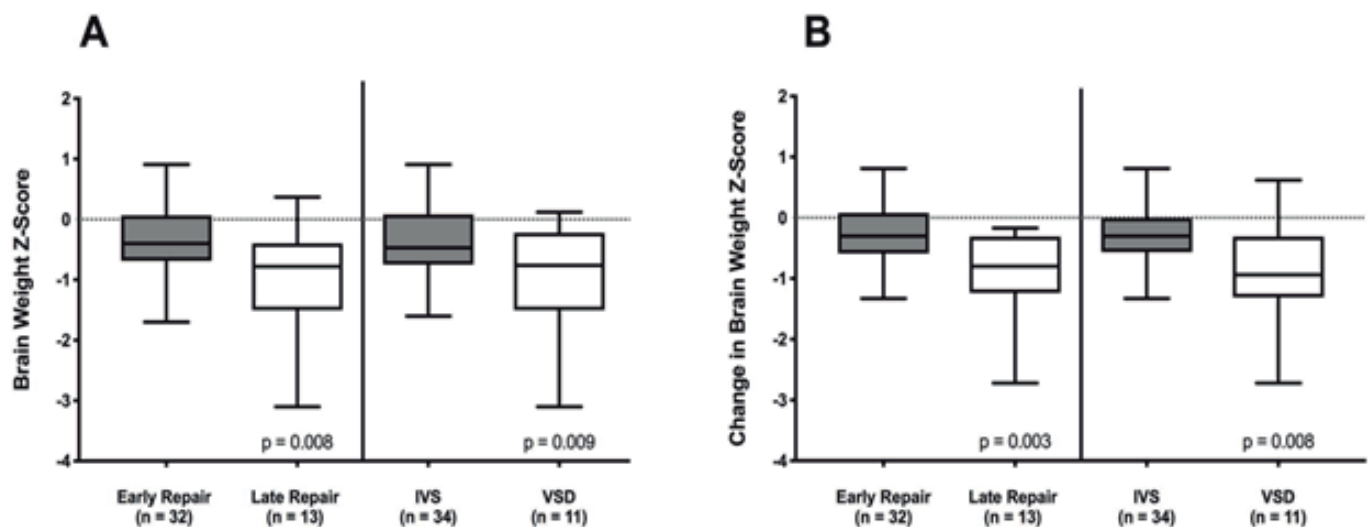 A
Brain Weight Z-Score
2
1
0
-1
-2
-3
-4
p = 0.008
p = 0.009
Early Repair
(n = 32)
Late Repair
(n = 13)
IVS
(n = 34)
VSD
(n = 11)
B
Change in Brain Weight Z-Score
2
1
0
-1
-2
-3
-4
p = 0.003
p = 0.008
Early Repair
(n = 32)
Late Repair
(n = 13)
IVS
(n = 34)
VSD
(n = 11)